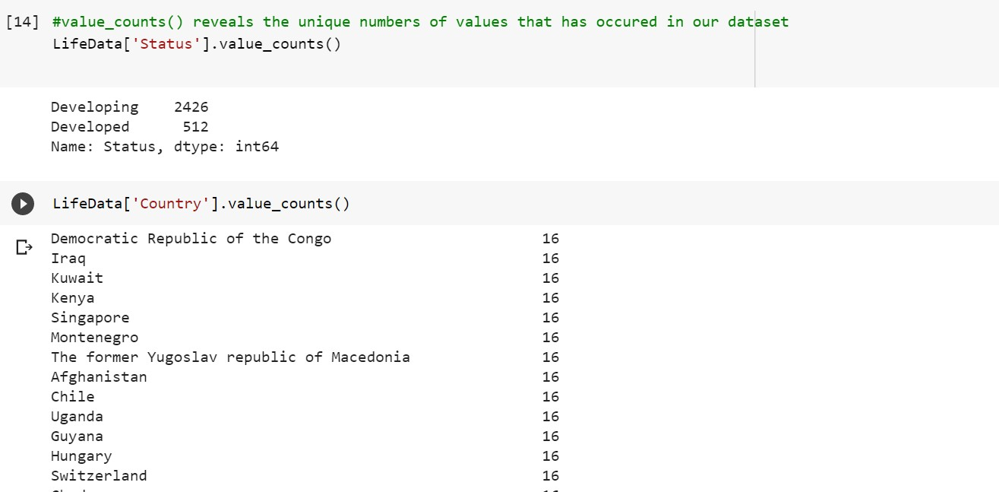 [14] #value_counts() reveals the unique numbers of values that has occured in our dataset
LifeData['Status'].value_counts()
Developing 2426
Developed 512
Name: Status, dtype: int64
LifeData['Country'].value_counts()
Democratic Republic of the Congo 16
Iraq 16
Kuwait 16
Kenya 16
Singapore 16
Montenegro 16
The former Yugoslav republic of Macedonia 16
Afghanistan 16
Chile 16
Uganda 16
Guyana 16
Hungary 16
Switzerland 16